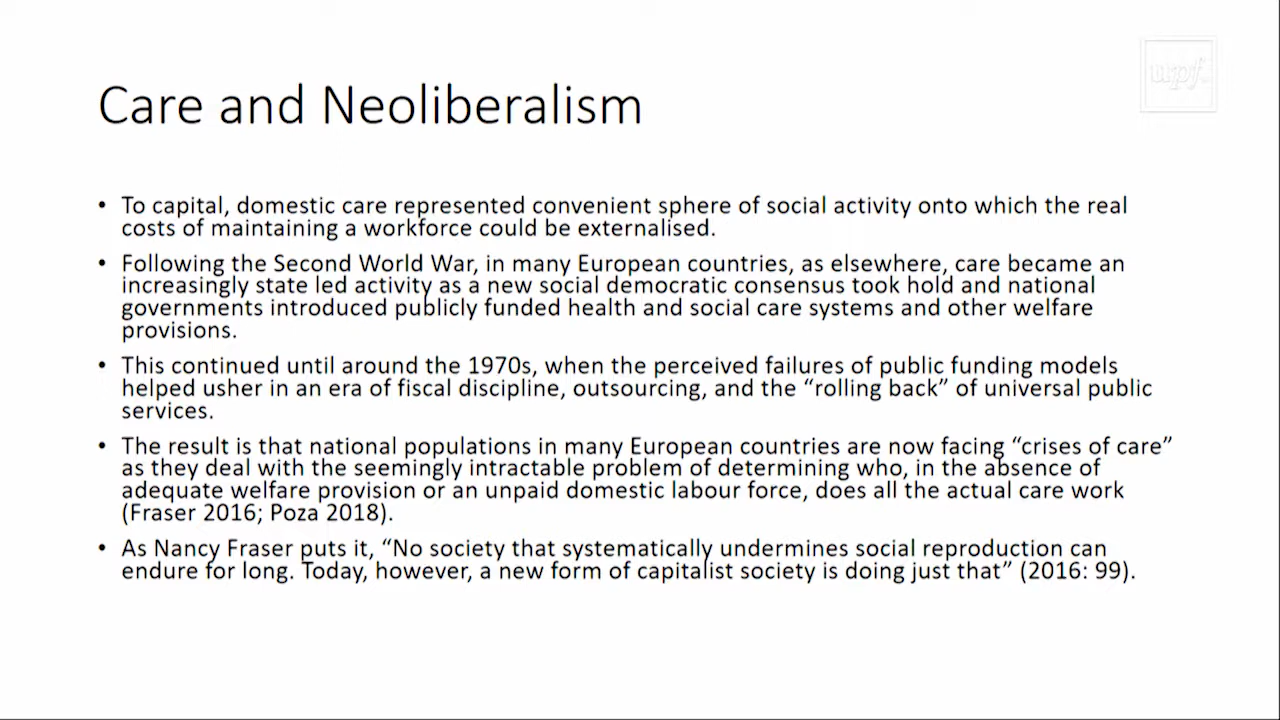 upf.
Care and Neoliberalism
• To capital, domestic care represented convenient sphere of social activity onto which the real
costs of maintaining a workforce could be externalised.
• Following the Second World War, in many European countries, as elsewhere, care became an
increasingly state led activity as a new social democratic consensus took hold and national
governments introduced publicly funded health and social care systems and other welfare
provisions.
• This continued until around the 1970s, when the perceived failures of public funding models
helped usher in an era of fiscal discipline, outsourcing, and the “rolling back” of universal public
services.
• The result is that national populations in many European countries are now facing “crises of care”
as they deal with the seemingly intractable problem of determining who, in the absence of
adequate welfare provision or an unpaid domestic labour force, does all the actual care work
(Fraser 2016; Poza 2018).
• As Nancy Fraser puts it, “No society that systematically undermines social reproduction can
endure for long. Today, however, a new form of capitalist society is doing just that” (2016: 99).